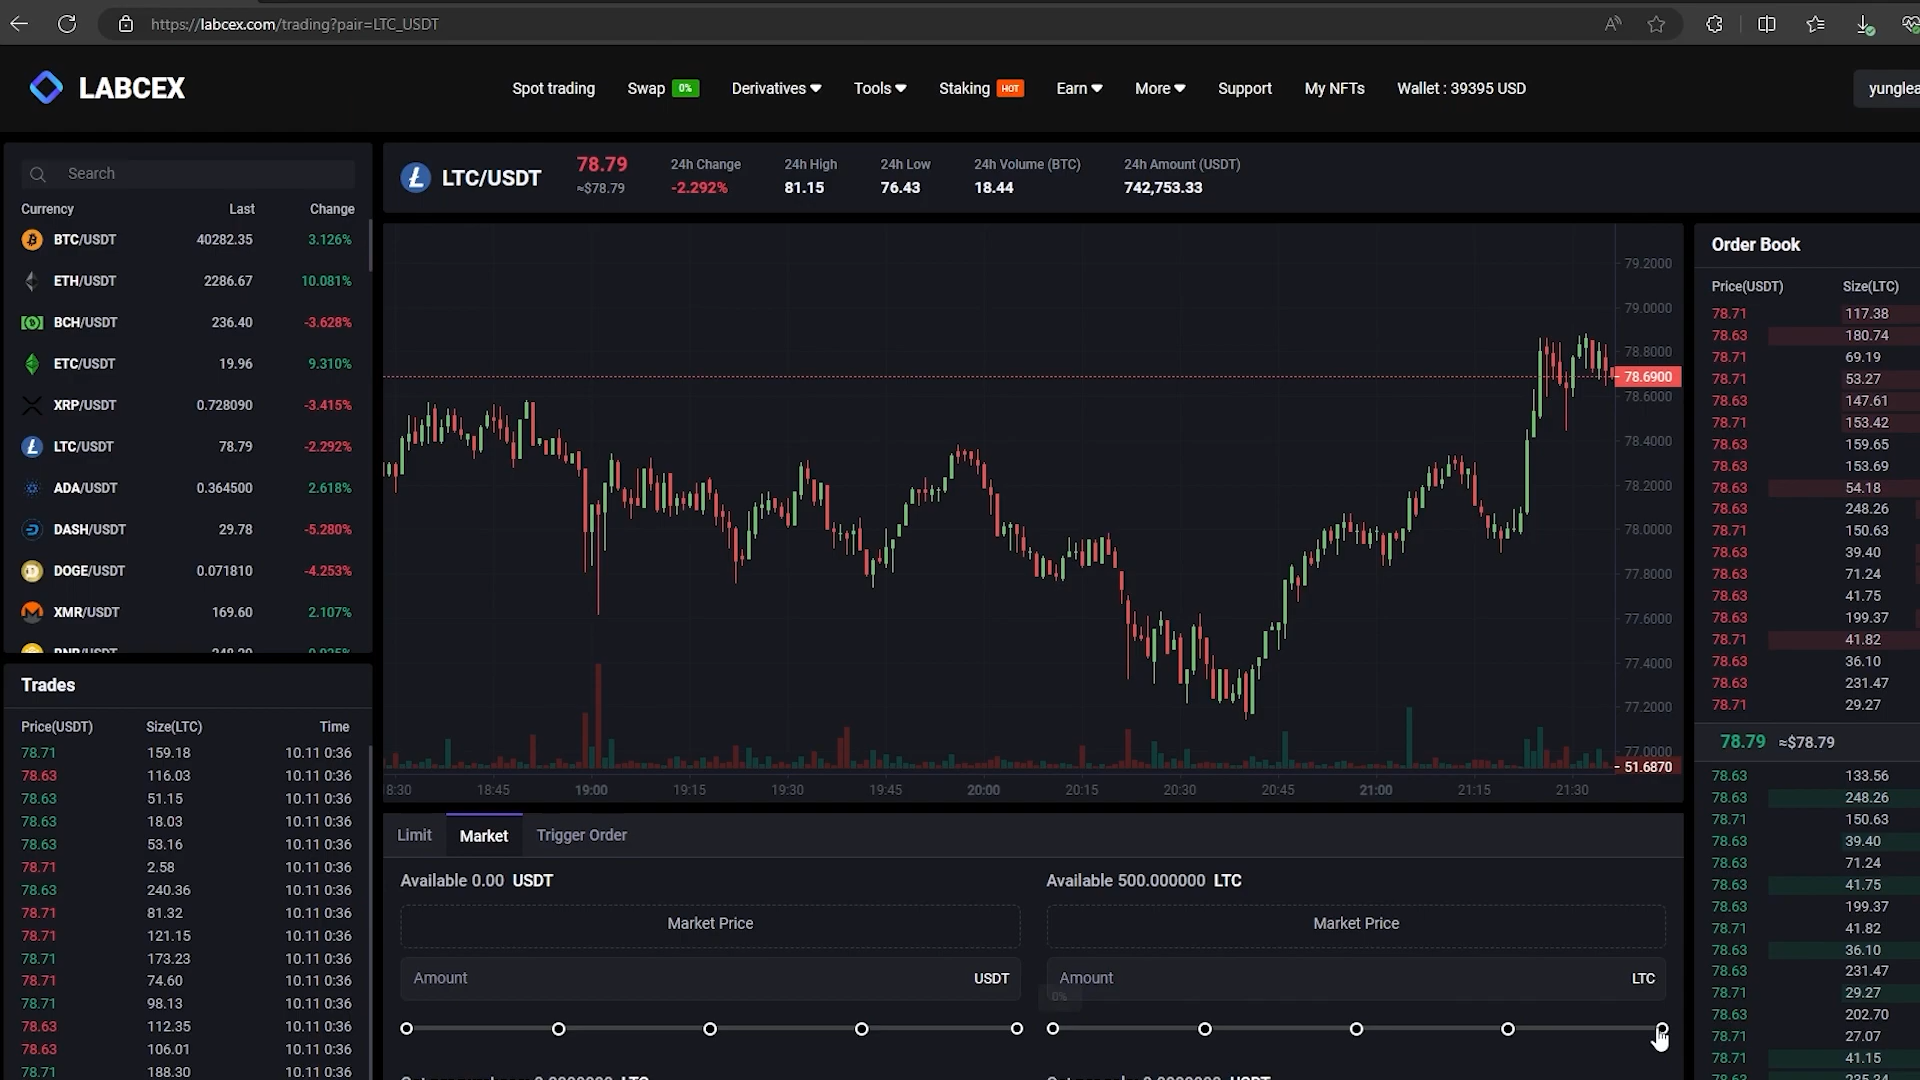 https://labcex.com/trading?pair=LTC_USDT
LABCEX
Spot trading
Swap 0%
Derivatives
Tools
Staking HOT
Earn
More
Support
My NFTs
Wallet : 39395 USD
Search
Currency Last Change
BTC/USDT 40282.35 3.126%
ETH/USDT 2286.67 10.081%
BCH/USDT 236.40 -3.628%
ETC/USDT 19.96 9.310%
XRP/USDT 0.728090 -3.415%
LTC/USDT 78.79 -2.292%
ADA/USDT 0.364500 2.618%
DASH/USDT 29.78 -5.280%
DOGE/USDT 0.071810 -4.253%
XMR/USDT 169.60 2.107%
Trades
Price(USDT) Size(LTC) Time
78.71 159.18 10.11 0:36
78.63 116.03 10.11 0:36
78.63 51.15 10.11 0:36
78.63 18.03 10.11 0:36
78.63 53.16 10.11 0:36
78.71 2.58 10.11 0:36
78.63 240.36 10.11 0:36
78.71 81.32 10.11 0:36
78.71 121.15 10.11 0:36
78.71 173.23 10.11 0:36
78.71 74.60 10.11 0:36
78.71 98.13 10.11 0:36
78.63 112.35 10.11 0:36
78.63 106.01 10.11 0:36
78.71 188.30 10.11 0:36
LTC/USDT
78.79
≈$78.79
24h Change
-2.292%
24h High
81.15
24h Low
76.43
24h Volume (BTC)
18.44
24h Amount (USDT)
742,753.33
79.2000
79.0000
78.8000
78.6900
78.6000
78.4000
78.2000
78.0000
77.8000
77.6000
77.4000
77.2000
77.0000
51.6870
8:30 18:45 19:00 19:15 19:30 19:45 20:00 20:15 20:30 20:45 21:00 21:15 21:30
Limit Market Trigger Order
Available 0.00 USDT
Market Price
Amount USDT
Available 500.000000 LTC
Market Price
Amount LTC
0%
Order Book
Price(USDT) Size(LTC)
78.71 117.38
78.63 180.74
78.71 69.19
78.71 53.27
78.63 147.61
78.71 153.42
78.63 159.65
78.63 153.69
78.63 54.18
78.63 248.26
78.71 150.63
78.63 39.40
78.63 71.24
78.63 41.75
78.63 199.37
78.71 41.82
78.63 36.10
78.63 231.47
78.71 29.27
78.79 ≈$78.79
78.63 133.56
78.63 248.26
78.71 150.63
78.63 39.40
78.63 71.24
78.63 41.75
78.63 199.37
78.71 41.82
78.63 36.10
78.63 231.47
78.71 29.27
78.63 202.70
78.71 27.07
78.71 41.15